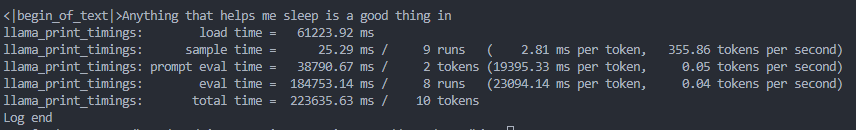 <|begin_of_text|>Anything that helps me sleep is a good thing in
llama_print_timings:        load time =   61223.92 ms
llama_print_timings:      sample time =      25.29 ms /     9 runs   (    2.81 ms per token,   355.86 tokens per second)
llama_print_timings: prompt eval time =   38790.67 ms /     2 tokens (19395.33 ms per token,     0.05 tokens per second)
llama_print_timings:        eval time =  184753.14 ms /     8 runs   (23094.14 ms per token,     0.04 tokens per second)
llama_print_timings:       total time =  223635.63 ms /    10 tokens
Log end